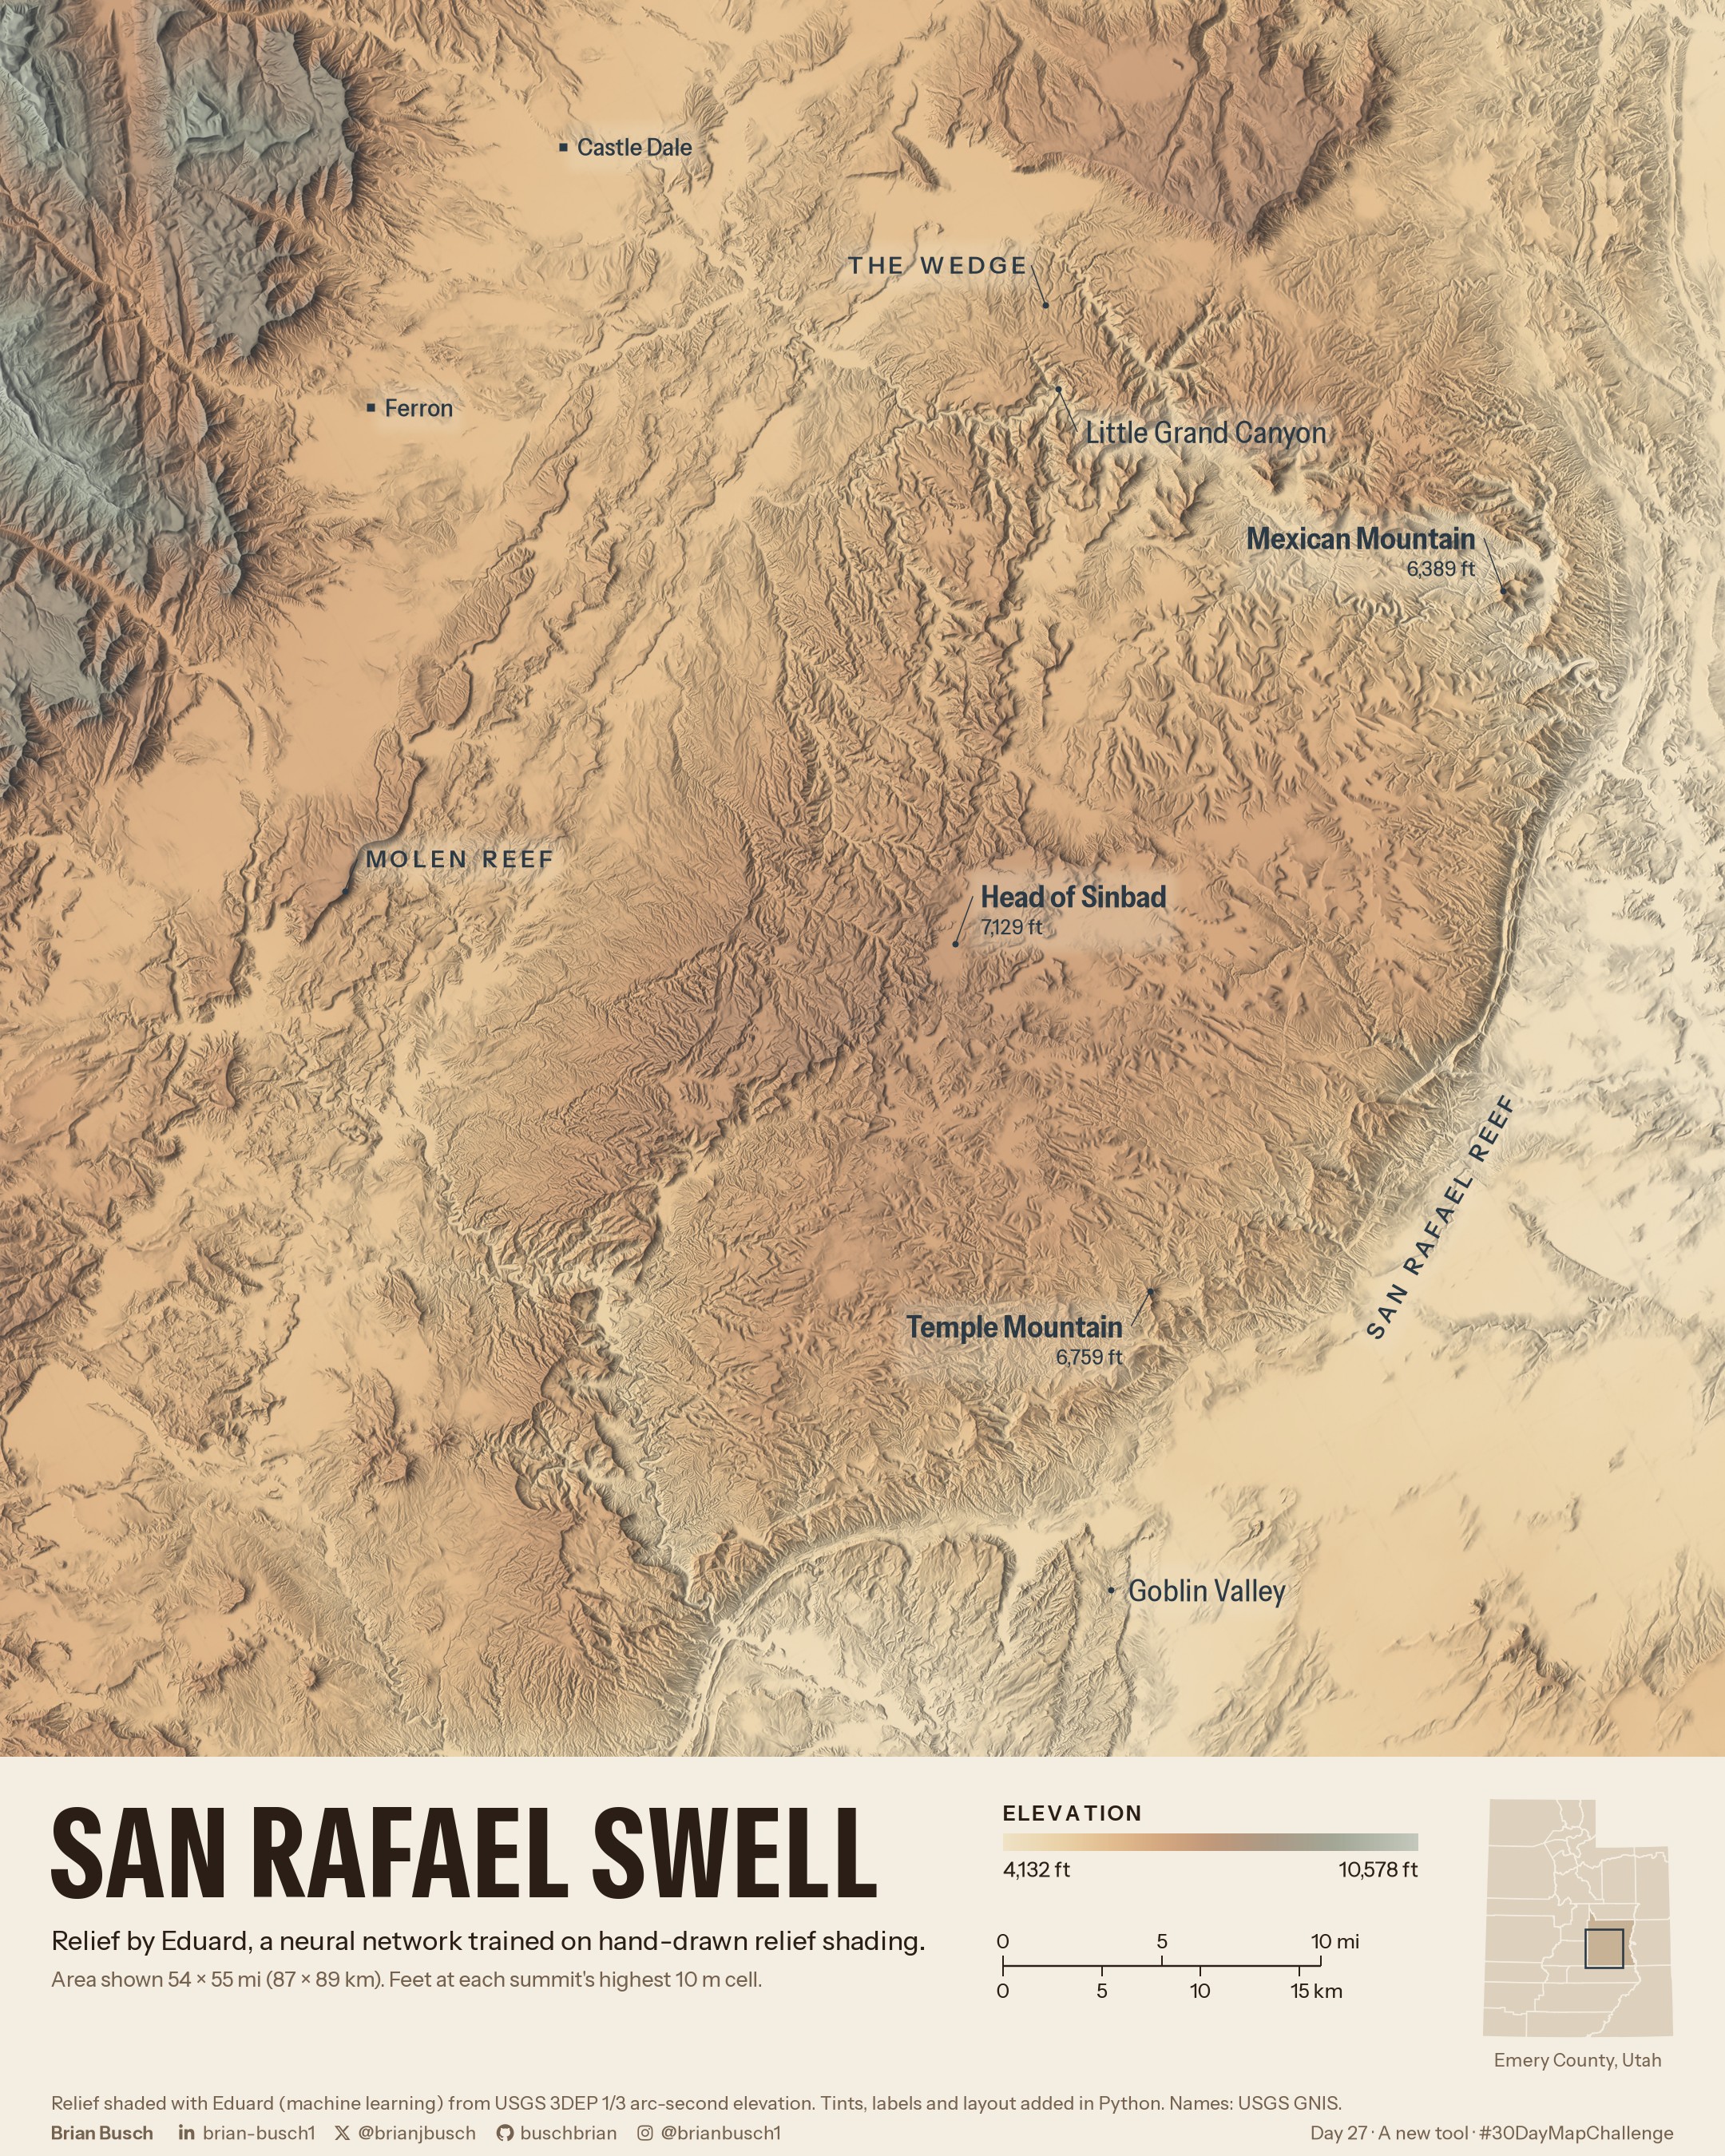 Castle Dale
THE WEDGE
Ferron
Little Grand Canyon
Mexican Mountain
6,389 ft
MOLEN REEF
Head of Sinbad
7,129 ft
SAN RAFAEL REEF
Temple Mountain
6,759 ft
Goblin Valley
SAN RAFAEL SWELL
Relief by Eduard, a neural network trained on hand-drawn relief shading.
Area shown 54 × 55 mi (87 × 89 km). Feet at each summit's highest 10 m cell.
ELEVATION
4,132 ft 10,578 ft
0 5 10 mi
0 5 10 15 km
Emery County, Utah
Relief shaded with Eduard (machine learning) from USGS 3DEP 1/3 arc-second elevation. Tints, labels and layout added in Python. Names: USGS GNIS.
Brian Busch brian-busch1 @brianjbusch buschbrian @brianbusch1
Day 27 · A new tool · #30DayMapChallenge